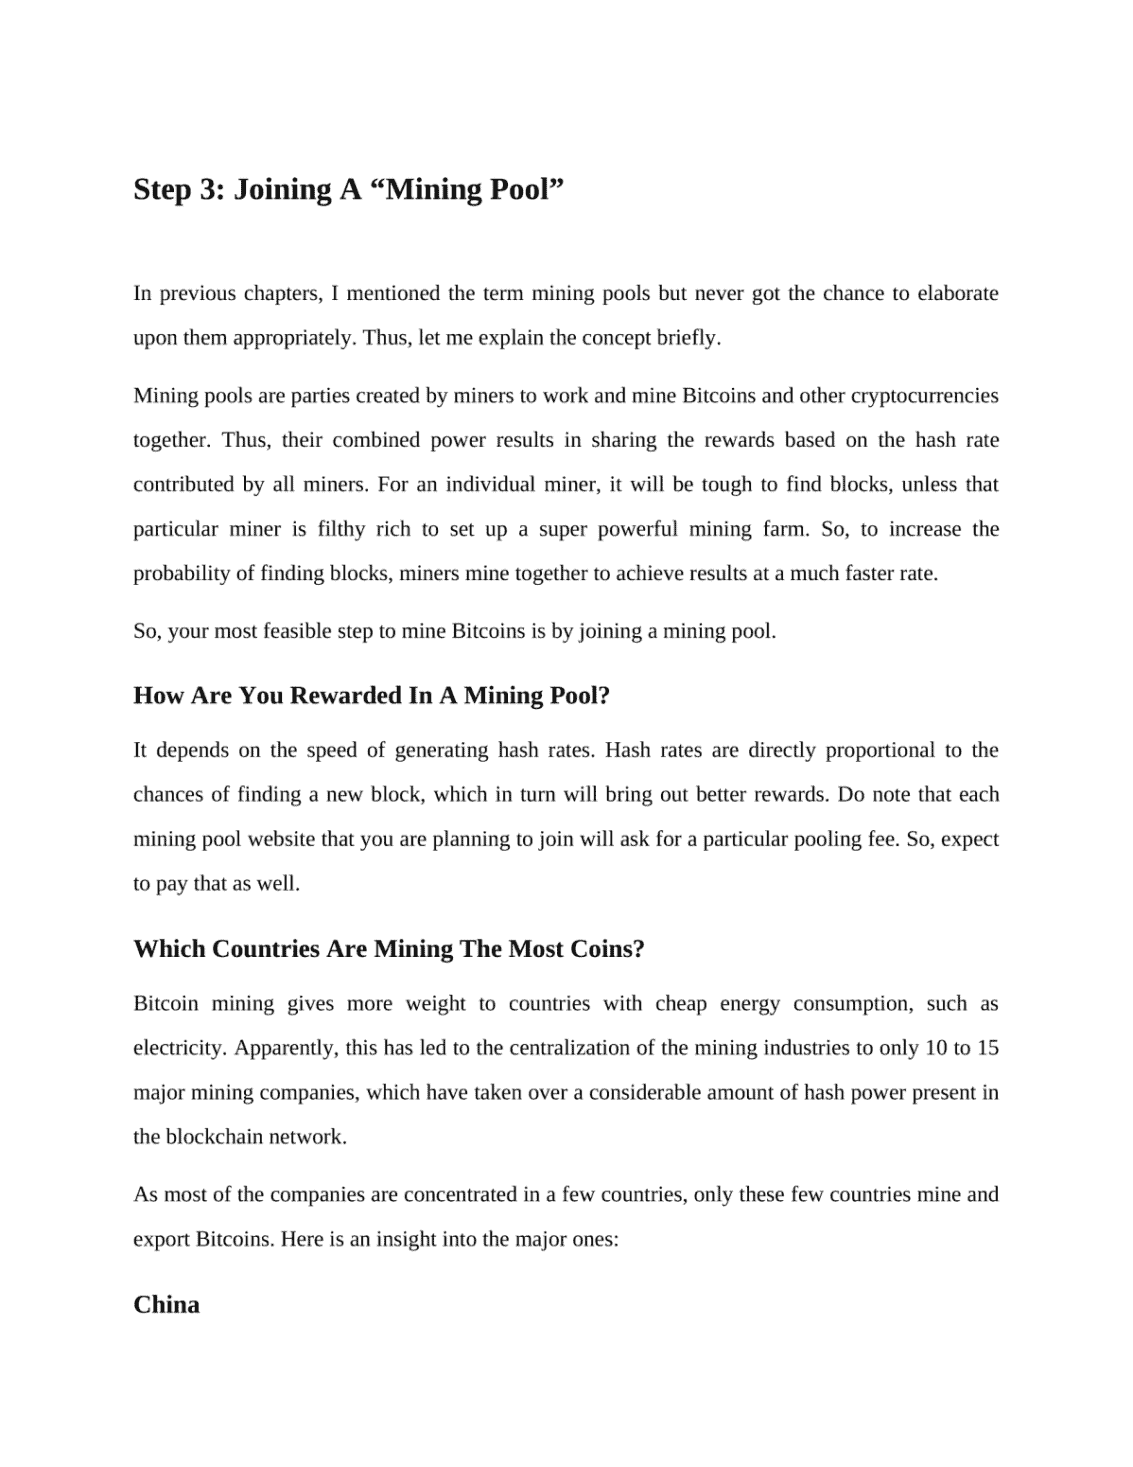 Step 3: Joining A “Mining Pool”
In previous chapters, I mentioned the term mining pools but never got the chance to elaborate
upon them appropriately. Thus, let me explain the concept briefly.
Mining pools are parties created by miners to work and mine Bitcoins and other cryptocurrencies
together. Thus, their combined power results in sharing the rewards based on the hash rate
contributed by all miners. For an individual miner, it will be tough to find blocks, unless that
particular miner is filthy rich to set up a super powerful mining farm. So, to increase the
probability of finding blocks, miners mine together to achieve results at a much faster rate.
So, your most feasible step to mine Bitcoins is by joining a mining pool.
How Are You Rewarded In A Mining Pool?
It depends on the speed of generating hash rates. Hash rates are directly proportional to the
chances of finding a new block, which in turn will bring out better rewards. Do note that each
mining pool website that you are planning to join will ask for a particular pooling fee. So, expect
to pay that as well.
Which Countries Are Mining The Most Coins?
Bitcoin mining gives more weight to countries with cheap energy consumption, such as
electricity. Apparently, this has led to the centralization of the mining industries to only 10 to 15
major mining companies, which have taken over a considerable amount of hash power present in
the blockchain network.
As most of the companies are concentrated in a few countries, only these few countries mine and
export Bitcoins. Here is an insight into the major ones:
China